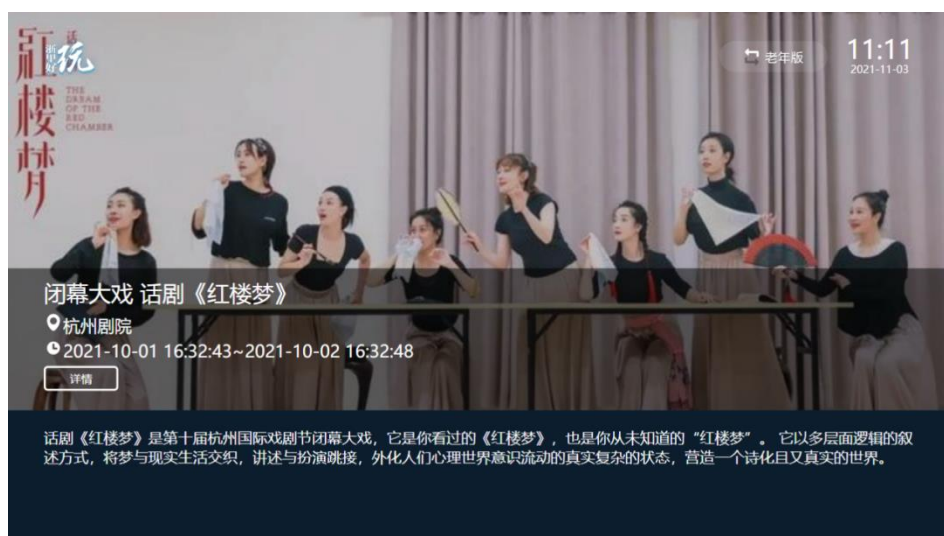 话剧
红楼梦
THE
DREAM
OF THE
RED
CHAMBER
浙里好玩
老年版
11:11
2021-11-03
闭幕大戏 话剧《红楼梦》
杭州剧院
2021-10-01 16:32:43~2021-10-02 16:32:48
详情
话剧《红楼梦》是第十届杭州国际戏剧节闭幕大戏，它是你看过的《红楼梦》，也是你从未知道的“红楼梦”。 它以多层面逻辑的叙
述方式，将梦与现实生活交织，讲述与扮演跳接，外化人们心理世界意识流动的真实复杂的状态，营造一个诗化且又真实的世界。